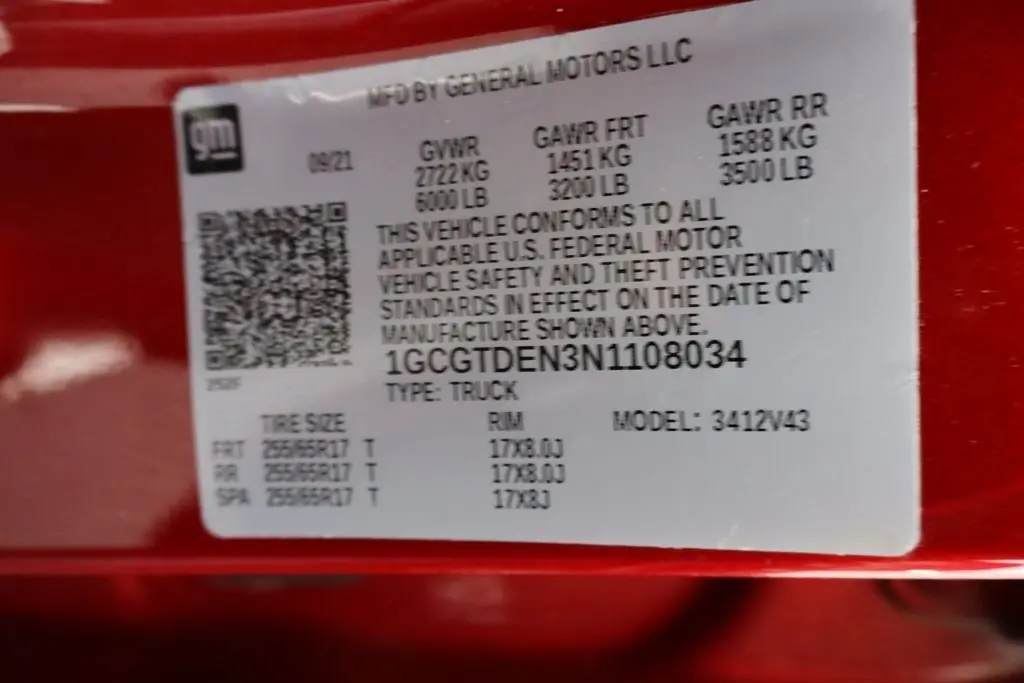 MFD BY GENERAL MOTORS LLC
gm
09/21
GVWR GAWR FRT GAWR RR
2722 KG 1451 KG 1588 KG
6000 LB 3200 LB 3500 LB
THIS VEHICLE CONFORMS TO ALL
APPLICABLE U.S. FEDERAL MOTOR
VEHICLE SAFETY AND THEFT PREVENTION
STANDARDS IN EFFECT ON THE DATE OF
MANUFACTURE SHOWN ABOVE.
1GCGTDEN3N1108034
TYPE: TRUCK
TIRE SIZE RIM MODEL: 3412V43
FRT 255/65R17 T 17X8.0J
RR 255/65R17 T 17X8.0J
SPA 255/65R17 T 17X8J